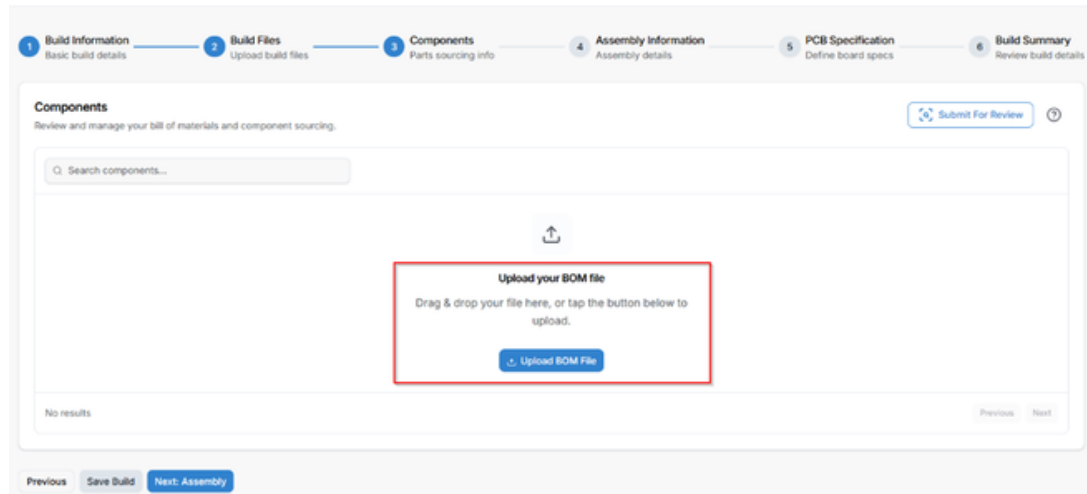 1 Build Information
Basic build details
2 Build Files
Upload build files
3 Components
Parts sourcing info
4 Assembly Information
Assembly details
5 PCB Specification
Define board specs
6 Build Summary
Review build details
Components
Review and manage your bill of materials and component sourcing.
Submit For Review
Search components...
Upload your BOM file
Drag & drop your file here, or tap the button below to
upload.
Upload BOM File
No results
Previous Next
Previous Save Build Next: Assembly